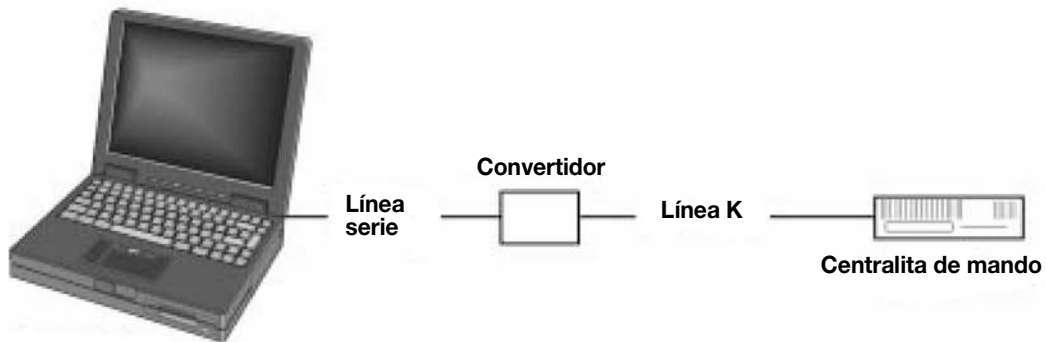 Convertidor
Línea
serie
Línea K
Centralita de mando